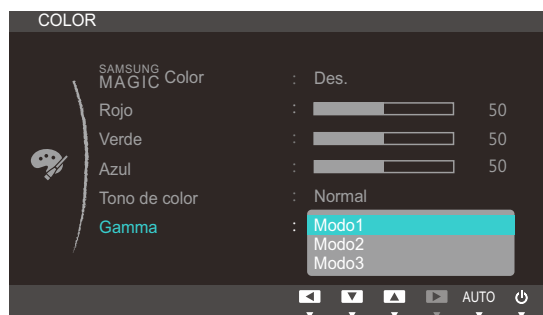 COLOR
SAMSUNG
MAGIC Color : Des.
Rojo : 50
Verde : 50
Azul : 50
Tono de color : Normal
Gamma : Modo1
Modo2
Modo3
AUTO